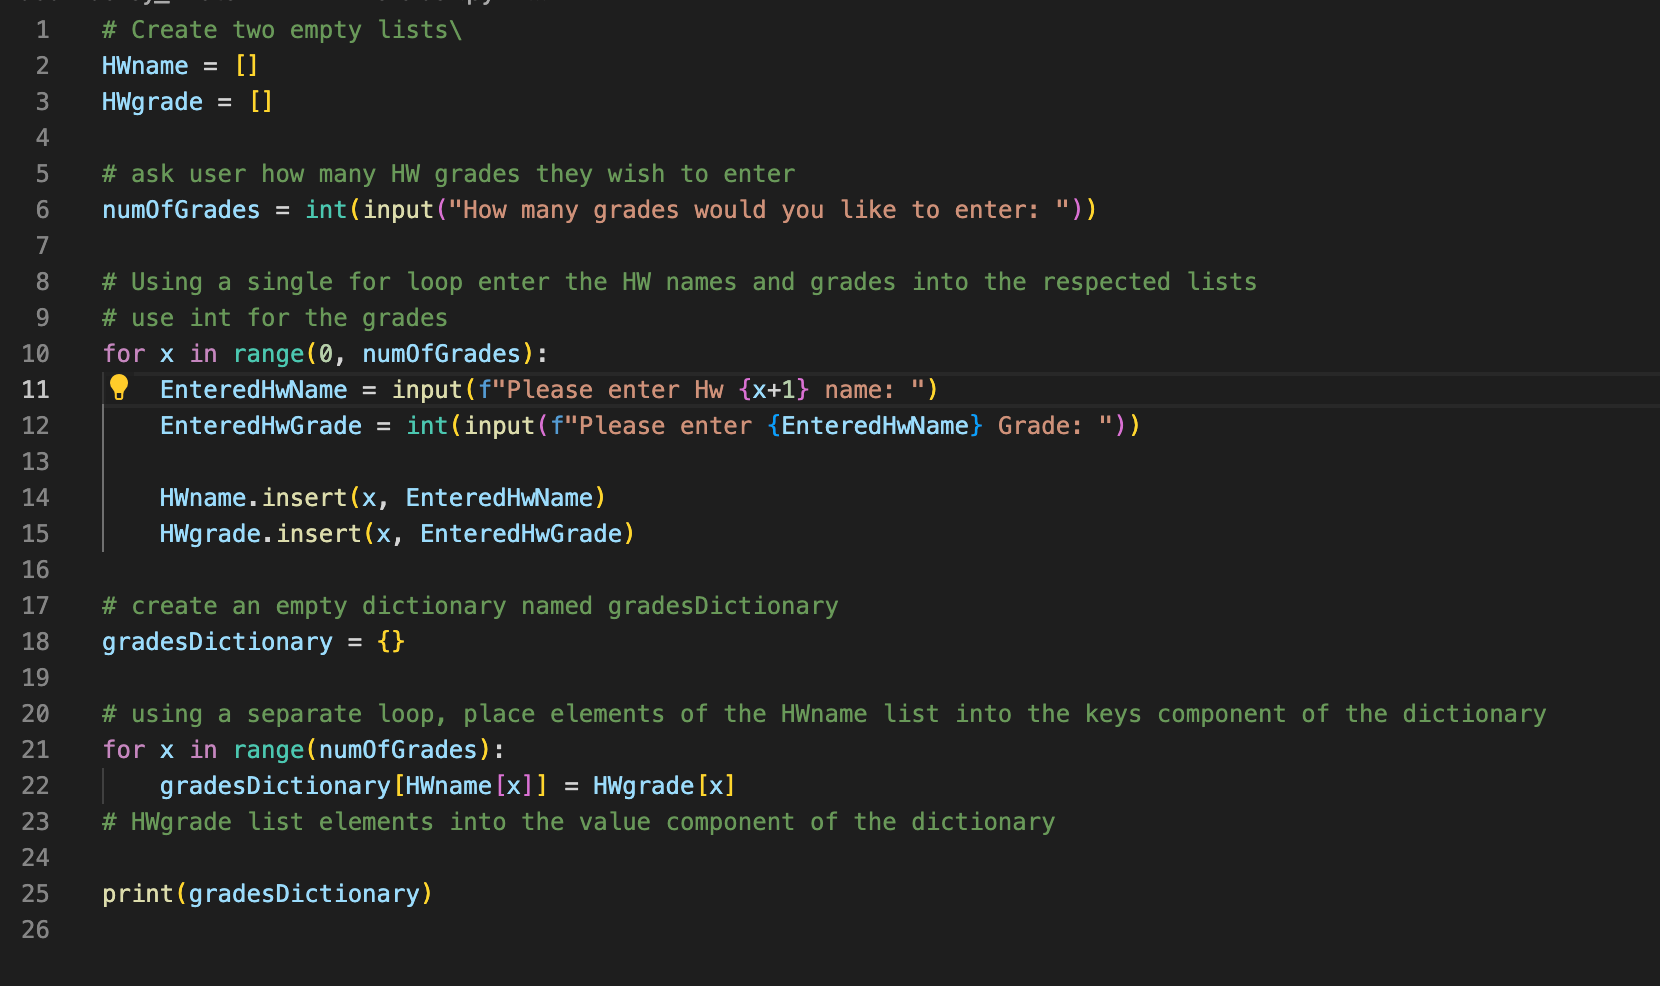 1 # Create two empty lists\
2 HWname = []
3 HWgrade = []
4
5 # ask user how many HW grades they wish to enter
6 numOfGrades = int(input("How many grades would you like to enter: "))
7
8 # Using a single for loop enter the HW names and grades into the respected lists
9 # use int for the grades
10 for x in range(0, numOfGrades):
11     EnteredHwName = input(f"Please enter Hw {x+1} name: ")
12     EnteredHwGrade = int(input(f"Please enter {EnteredHwName} Grade: "))
13
14     HWname.insert(x, EnteredHwName)
15     HWgrade.insert(x, EnteredHwGrade)
16
17 # create an empty dictionary named gradesDictionary
18 gradesDictionary = {}
19
20 # using a separate loop, place elements of the HWname list into the keys component of the dictionary
21 for x in range(numOfGrades):
22     gradesDictionary[HWname[x]] = HWgrade[x]
23 # HWgrade list elements into the value component of the dictionary
24
25 print(gradesDictionary)
26